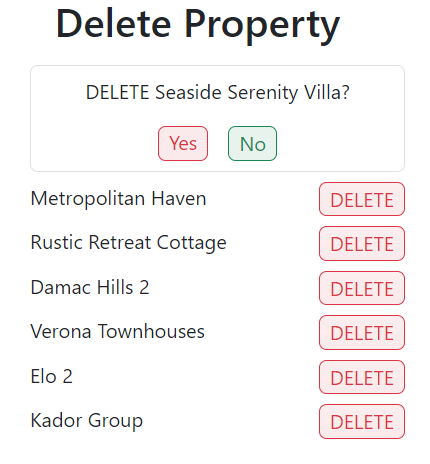 Delete Property
DELETE Seaside Serenity Villa?
Yes No
Metropolitan Haven DELETE
Rustic Retreat Cottage DELETE
Damac Hills 2 DELETE
Verona Townhouses DELETE
Elo 2 DELETE
Kador Group DELETE